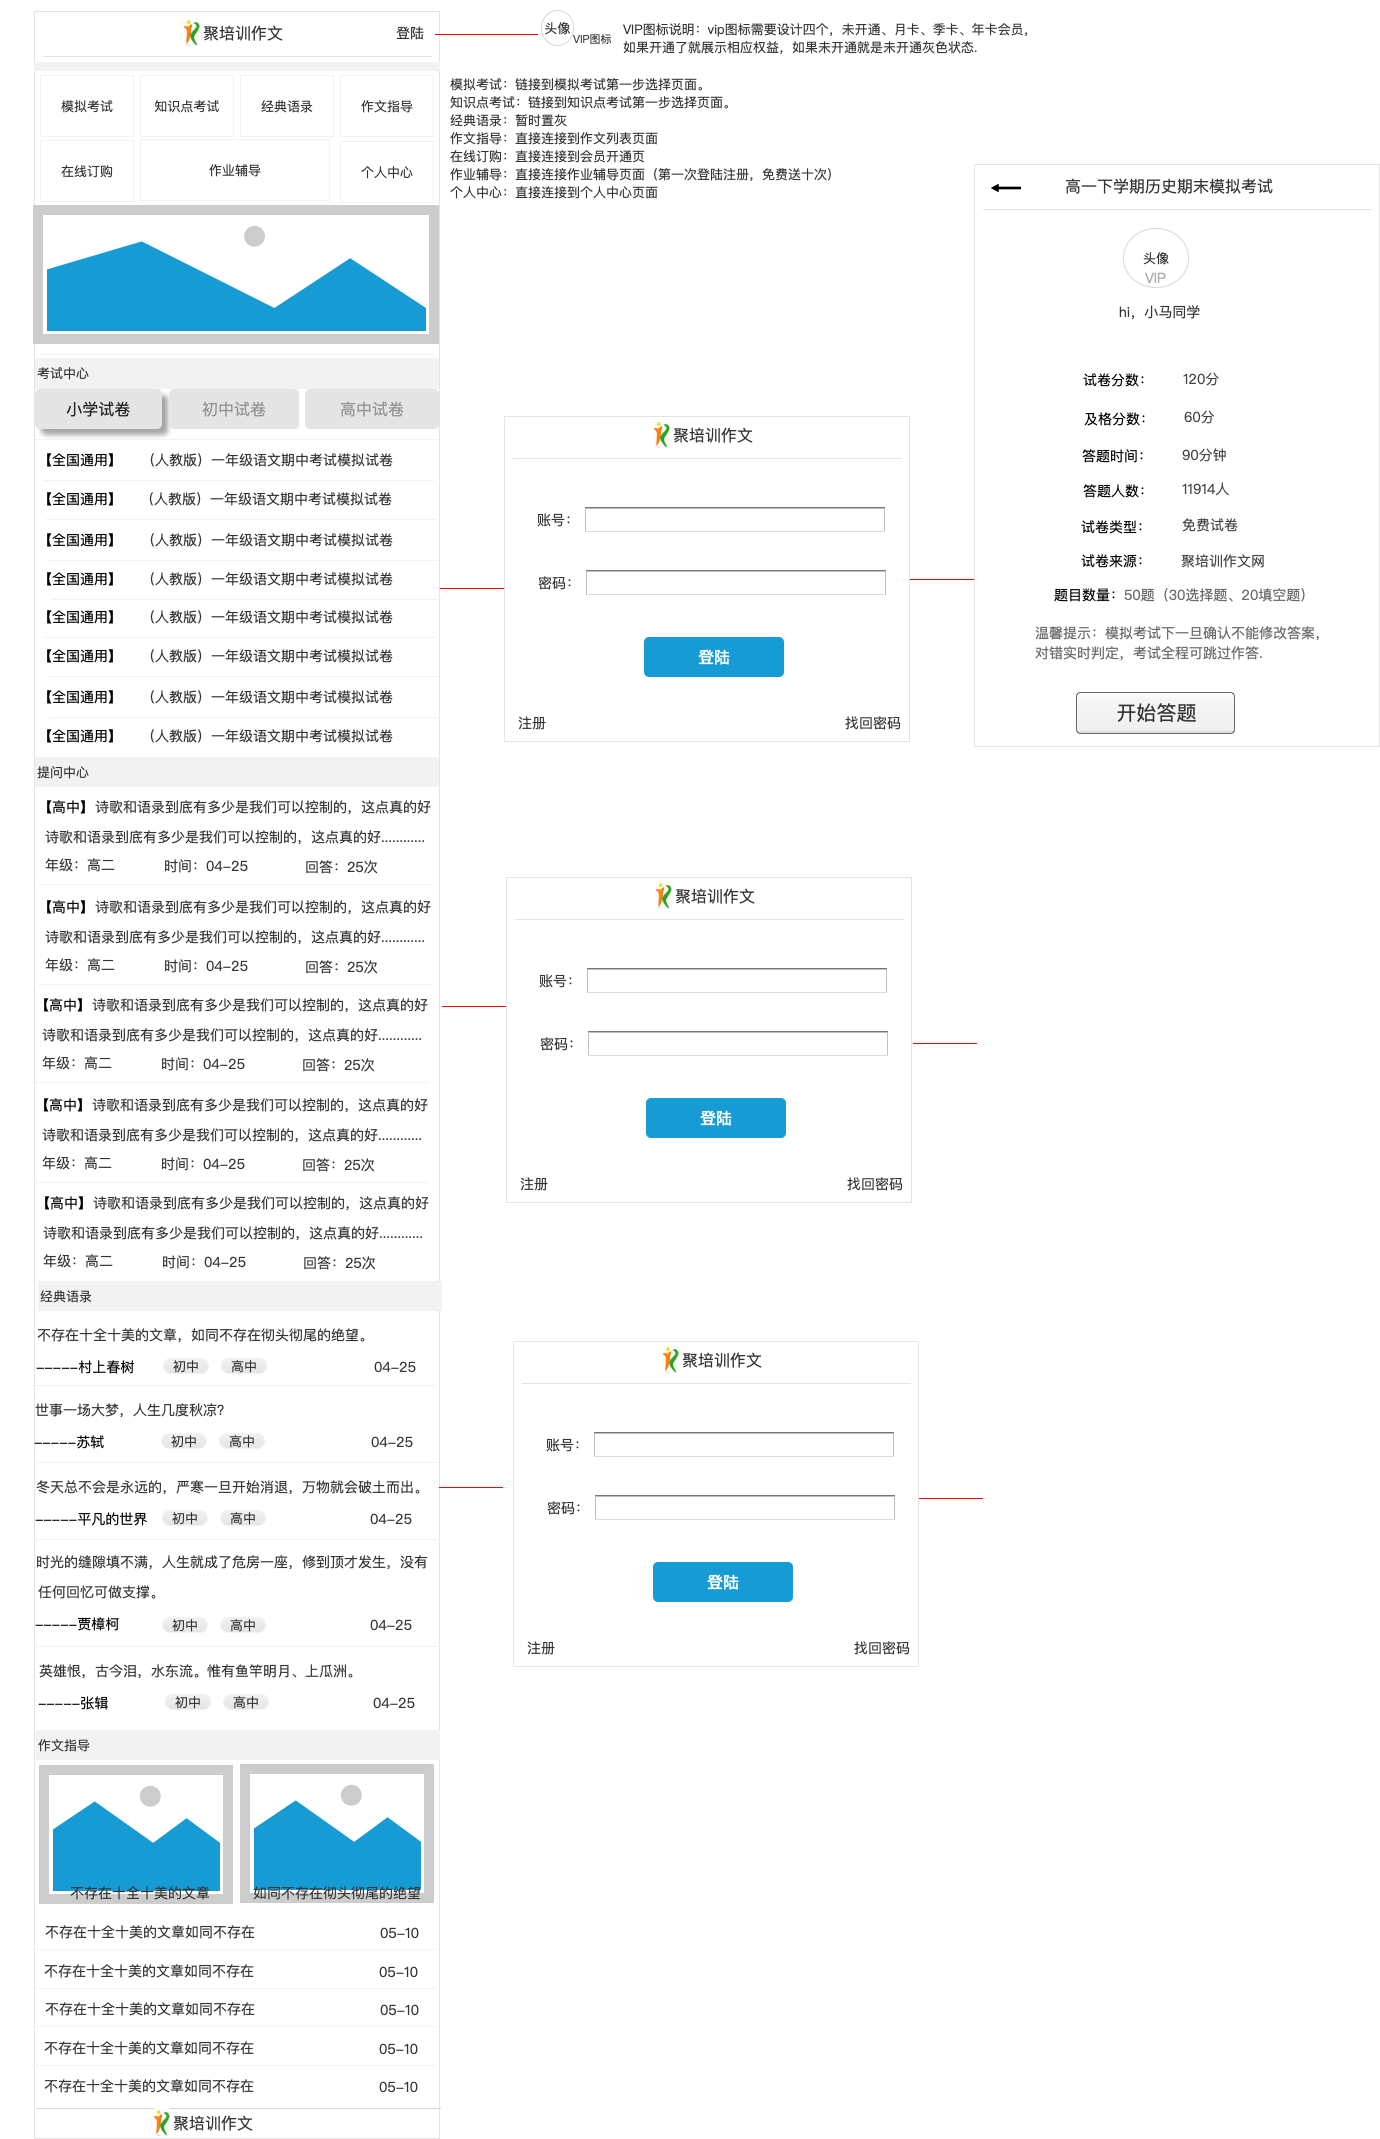 聚培训作文
登陆
头像
VIP图标
VIP图标说明：vip图标需要设计四个，未开通、月卡、季卡、年卡会员，
如果开通了就展示相应权益，如果未开通就是未开通灰色状态.
模拟考试
知识点考试
经典语录
作文指导
在线订购
作业辅导
个人中心
模拟考试：链接到模拟考试第一步选择页面。
知识点考试：链接到知识点考试第一步选择页面。
经典语录：暂时置灰
作文指导：直接连接到作文列表页面
在线订购：直接连接到会员开通页
作业辅导：直接连接作业辅导页面（第一次登陆注册，免费送十次）
个人中心：直接连接到个人中心页面
考试中心
小学试卷
初中试卷
高中试卷
【全国通用】 （人教版）一年级语文期中考试模拟试卷
【全国通用】 （人教版）一年级语文期中考试模拟试卷
【全国通用】 （人教版）一年级语文期中考试模拟试卷
【全国通用】 （人教版）一年级语文期中考试模拟试卷
【全国通用】 （人教版）一年级语文期中考试模拟试卷
【全国通用】 （人教版）一年级语文期中考试模拟试卷
【全国通用】 （人教版）一年级语文期中考试模拟试卷
【全国通用】 （人教版）一年级语文期中考试模拟试卷
提问中心
【高中】诗歌和语录到底有多少是我们可以控制的，这点真的好
诗歌和语录到底有多少是我们可以控制的，这点真的好............
年级：高二 时间：04-25 回答：25次
【高中】诗歌和语录到底有多少是我们可以控制的，这点真的好
诗歌和语录到底有多少是我们可以控制的，这点真的好............
年级：高二 时间：04-25 回答：25次
【高中】诗歌和语录到底有多少是我们可以控制的，这点真的好
诗歌和语录到底有多少是我们可以控制的，这点真的好............
年级：高二 时间：04-25 回答：25次
【高中】诗歌和语录到底有多少是我们可以控制的，这点真的好
诗歌和语录到底有多少是我们可以控制的，这点真的好............
年级：高二 时间：04-25 回答：25次
【高中】诗歌和语录到底有多少是我们可以控制的，这点真的好
诗歌和语录到底有多少是我们可以控制的，这点真的好............
年级：高二 时间：04-25 回答：25次
经典语录
不存在十全十美的文章，如同不存在彻头彻尾的绝望。
-----村上春树 初中 高中 04-25
世事一场大梦，人生几度秋凉?
-----苏轼 初中 高中 04-25
冬天总不会是永远的，严寒一旦开始消退，万物就会破土而出。
-----平凡的世界 初中 高中 04-25
时光的缝隙填不满，人生就成了危房一座，修到顶才发生，没有
任何回忆可做支撑。
-----贾樟柯 初中 高中 04-25
英雄恨，古今泪，水东流。惟有鱼竿明月、上瓜洲。
-----张辑 初中 高中 04-25
作文指导
不存在十全十美的文章
如同不存在彻头彻尾的绝望
不存在十全十美的文章如同不存在 05-10
不存在十全十美的文章如同不存在 05-10
不存在十全十美的文章如同不存在 05-10
不存在十全十美的文章如同不存在 05-10
不存在十全十美的文章如同不存在 05-10
聚培训作文
聚培训作文
账号：
密码：
登陆
注册
找回密码
聚培训作文
账号：
密码：
登陆
注册
找回密码
聚培训作文
账号：
密码：
登陆
注册
找回密码
高一下学期历史期末模拟考试
头像
VIP
hi，小马同学
试卷分数： 120分
及格分数： 60分
答题时间： 90分钟
答题人数： 11914人
试卷类型： 免费试卷
试卷来源： 聚培训作文网
题目数量：50题（30选择题、20填空题）
温馨提示：模拟考试下一旦确认不能修改答案，
对错实时判定，考试全程可跳过作答.
开始答题